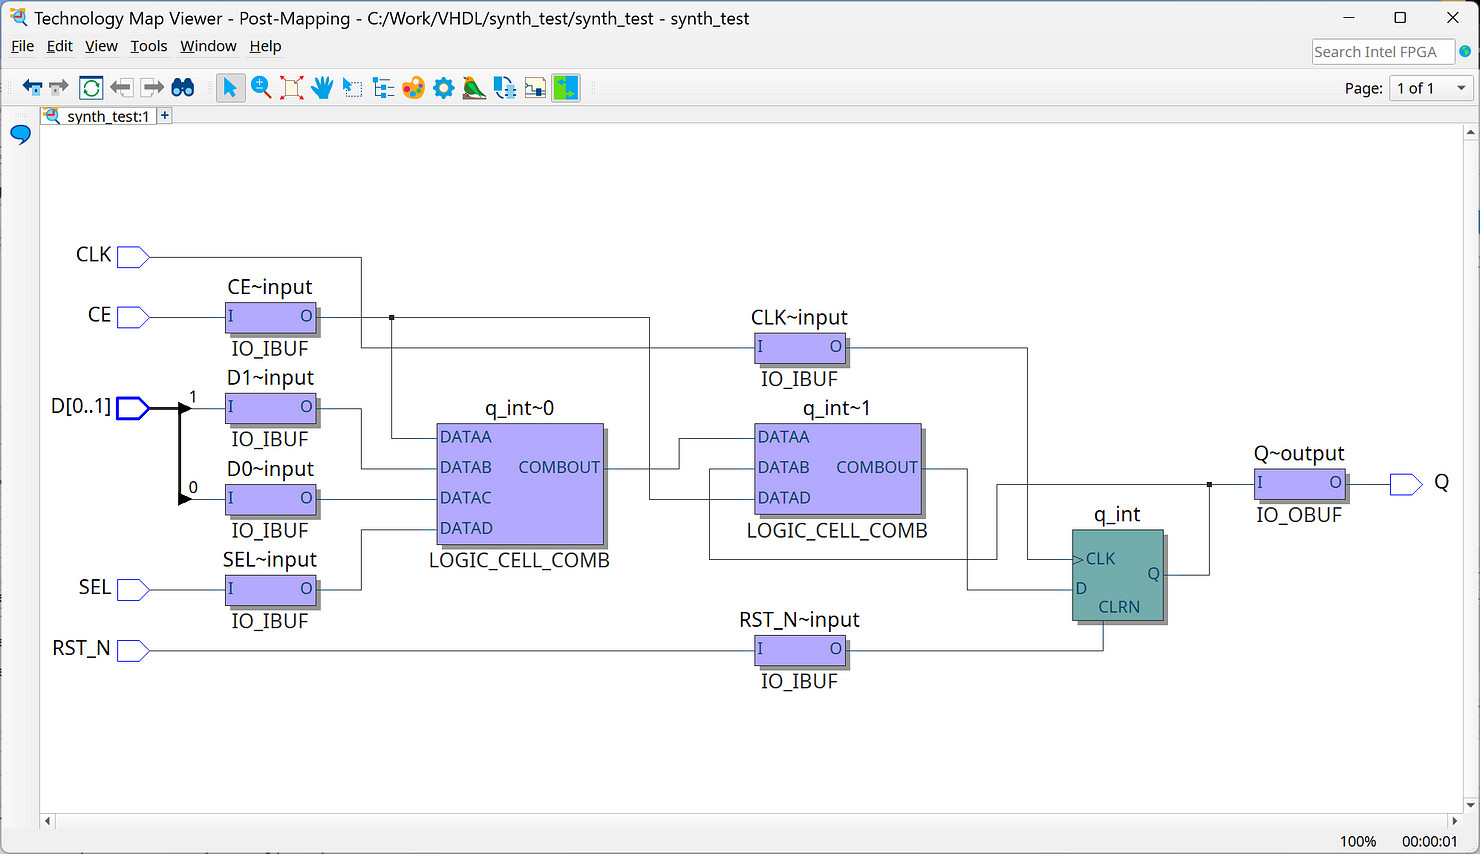 Technology Map Viewer - Post-Mapping - C:/Work/VHDL/synth_test/synth_test - synth_test
File Edit View Tools Window Help
Search Intel FPGA
Page: 1 of 1
synth_test:1 +
CLK
CE~input
CE
I O
IO_IBUF
CLK~input
I O
IO_IBUF
D1~input
D[0..1]
1
I O
IO_IBUF
D0~input
0
I O
IO_IBUF
q_int~0
DATAA
DATAB COMBOUT
DATAC
DATAD
LOGIC_CELL_COMB
q_int~1
DATAA
DATAB COMBOUT
DATAD
LOGIC_CELL_COMB
Q~output
I O
Q
IO_OBUF
q_int
CLK
Q
D
CLRN
SEL~input
SEL
I O
IO_IBUF
RST_N~input
RST_N
I O
IO_IBUF
100% 00:00:01